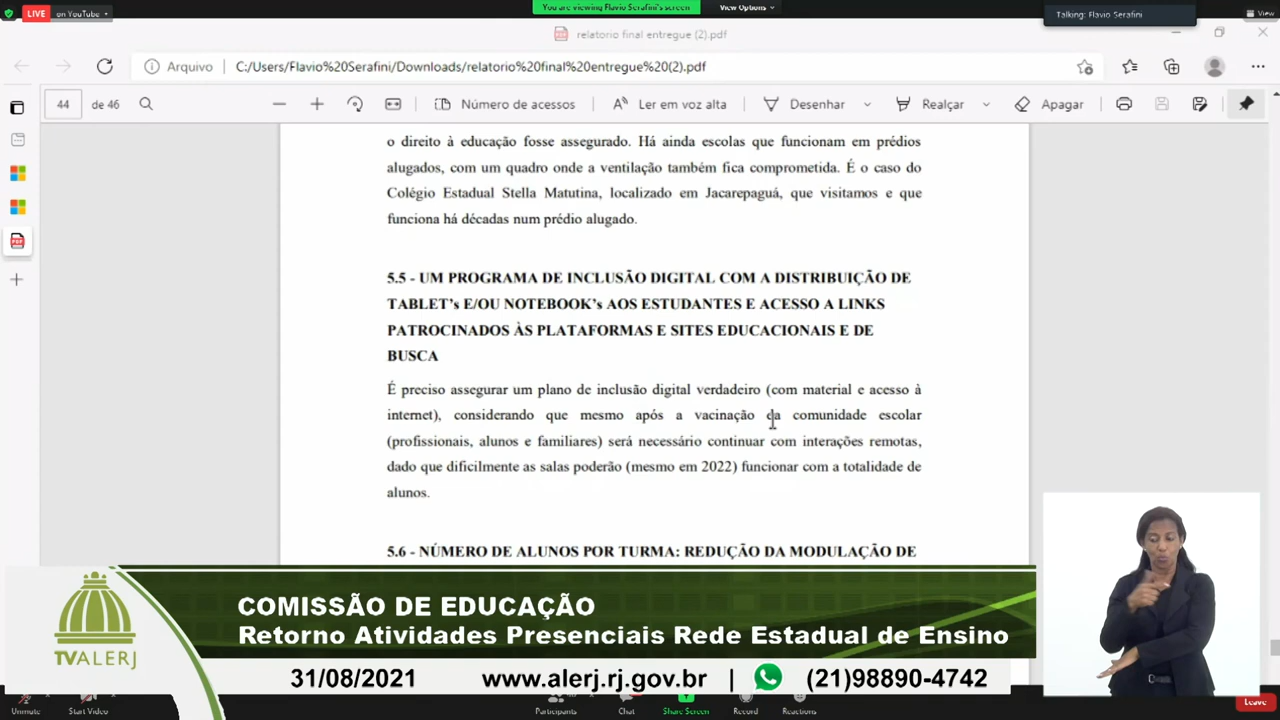 LIVE on YouTube
You are viewing Flavio Serafini's screen
View Options
Talking: Flavio Serafini
View
relatorio final entregue (2).pdf
Arquivo | C:/Users/Flavio%20Serafini/Downloads/relatorio%20final%20entregue%20(2).pdf
44 de 46
Número de acessos
Ler em voz alta
Desenhar
Realçar
Apagar
o direito à educação fosse assegurado. Há ainda escolas que funcionam em prédios
alugados, com um quadro onde a ventilação também fica comprometida. É o caso do
Colégio Estadual Stella Matutina, localizado em Jacarepaguá, que visitamos e que
funciona há décadas num prédio alugado.
5.5 - UM PROGRAMA DE INCLUSÃO DIGITAL COM A DISTRIBUIÇÃO DE
TABLET's E/OU NOTEBOOK's AOS ESTUDANTES E ACESSO A LINKS
PATROCINADOS ÀS PLATAFORMAS E SITES EDUCACIONAIS E DE
BUSCA
É preciso assegurar um plano de inclusão digital verdadeiro (com material e acesso à
internet), considerando que mesmo após a vacinação da comunidade escolar
(profissionais, alunos e familiares) será necessário continuar com interações remotas,
dado que dificilmente as salas poderão (mesmo em 2022) funcionar com a totalidade de
alunos.
5.6 - NÚMERO DE ALUNOS POR TURMA: REDUÇÃO DA MODULAÇÃO DE
TVALERJ
COMISSÃO DE EDUCAÇÃO
Retorno Atividades Presenciais Rede Estadual de Ensino
31/08/2021 www.alerj.rj.gov.br | (21)98890-4742
Unmute
Start Video
Participants
Chat
Share Screen
Record
Reactions
Leave